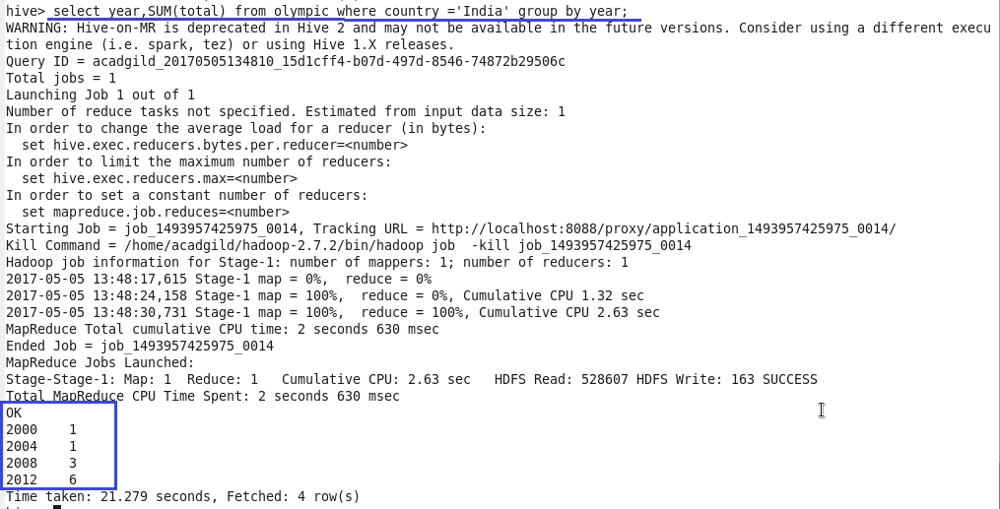 hive> select year,SUM(total) from olympic where country ='India' group by year;
WARNING: Hive-on-MR is deprecated in Hive 2 and may not be available in the future versions. Consider using a different execu
tion engine (i.e. spark, tez) or using Hive 1.X releases.
Query ID = acadgild_20170505134810_15d1cff4-b07d-497d-8546-74872b29506c
Total jobs = 1
Launching Job 1 out of 1
Number of reduce tasks not specified. Estimated from input data size: 1
In order to change the average load for a reducer (in bytes):
  set hive.exec.reducers.bytes.per.reducer=<number>
In order to limit the maximum number of reducers:
  set hive.exec.reducers.max=<number>
In order to set a constant number of reducers:
  set mapreduce.job.reduces=<number>
Starting Job = job_1493957425975_0014, Tracking URL = http://localhost:8088/proxy/application_1493957425975_0014/
Kill Command = /home/acadgild/hadoop-2.7.2/bin/hadoop job  -kill job_1493957425975_0014
Hadoop job information for Stage-1: number of mappers: 1; number of reducers: 1
2017-05-05 13:48:17,615 Stage-1 map = 0%,  reduce = 0%
2017-05-05 13:48:24,158 Stage-1 map = 100%,  reduce = 0%, Cumulative CPU 1.32 sec
2017-05-05 13:48:30,731 Stage-1 map = 100%,  reduce = 100%, Cumulative CPU 2.63 sec
MapReduce Total cumulative CPU time: 2 seconds 630 msec
Ended Job = job_1493957425975_0014
MapReduce Jobs Launched:
Stage-Stage-1: Map: 1  Reduce: 1   Cumulative CPU: 2.63 sec   HDFS Read: 528607 HDFS Write: 163 SUCCESS
Total MapReduce CPU Time Spent: 2 seconds 630 msec
OK
2000    1
2004    1
2008    3
2012    6
Time taken: 21.279 seconds, Fetched: 4 row(s)